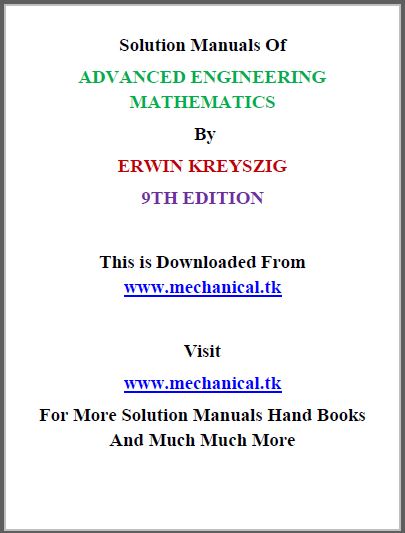 Solution Manuals Of
ADVANCED ENGINEERING
MATHEMATICS
By
ERWIN KREYSZIG
9TH EDITION
This is Downloaded From
www.mechanical.tk
Visit
www.mechanical.tk
For More Solution Manuals Hand Books
And Much Much More